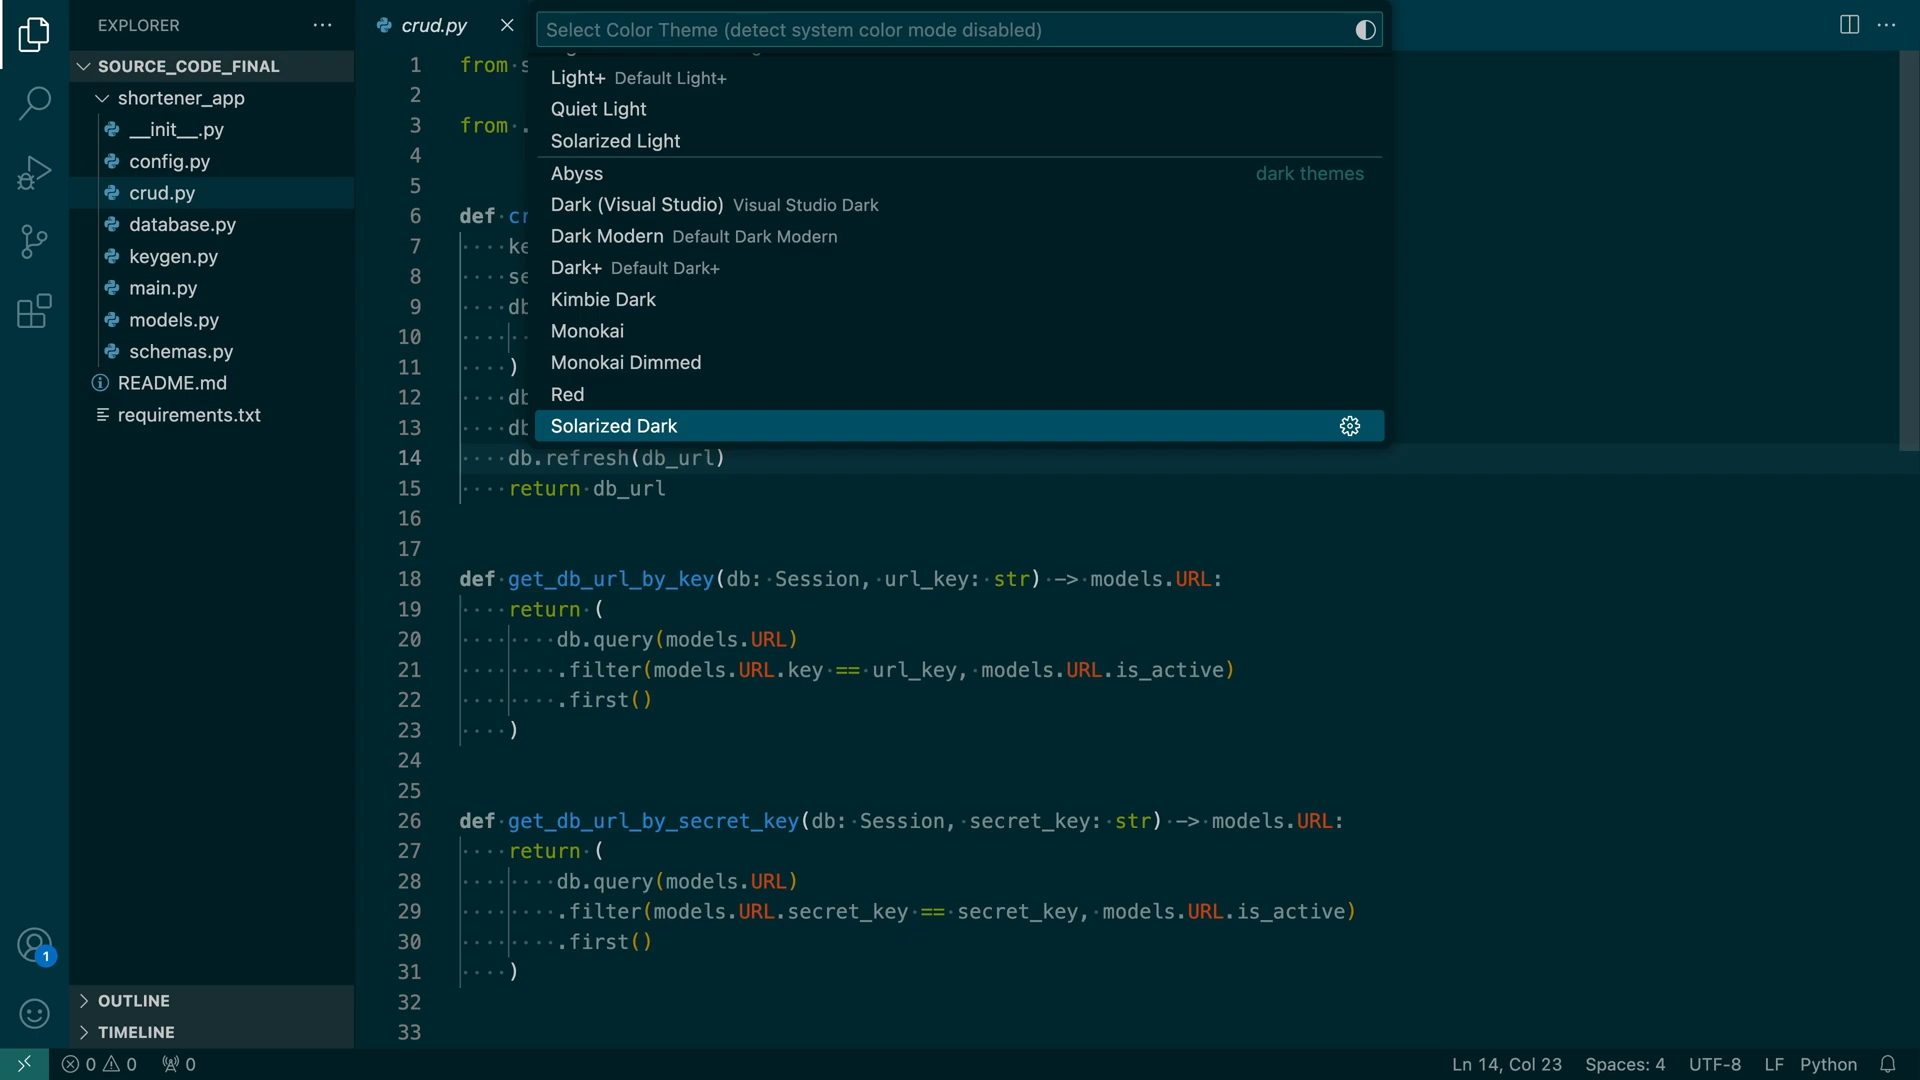 EXPLORER
SOURCE_CODE_FINAL
shortener_app
__init__.py
config.py
crud.py
database.py
keygen.py
main.py
models.py
schemas.py
README.md
requirements.txt
OUTLINE
TIMELINE
1
crud.py
Select Color Theme (detect system color mode disabled)
Light+ Default Light+
Quiet Light
Solarized Light
Abyss dark themes
Dark (Visual Studio) Visual Studio Dark
Dark Modern Default Dark Modern
Dark+ Default Dark+
Kimbie Dark
Monokai
Monokai Dimmed
Red
Solarized Dark
1 from s
2
3 from .
4
5
6 def cr
7 ke
8 se
9 db
10
11 )
12 db
13 db
14 db.refresh(db_url)
15 return db_url
16
17
18 def get_db_url_by_key(db: Session, url_key: str) -> models.URL:
19 return (
20 db.query(models.URL)
21 .filter(models.URL.key == url_key, models.URL.is_active)
22 .first()
23 )
24
25
26 def get_db_url_by_secret_key(db: Session, secret_key: str) -> models.URL:
27 return (
28 db.query(models.URL)
29 .filter(models.URL.secret_key == secret_key, models.URL.is_active)
30 .first()
31 )
32
33
0 0 0 Ln 14, Col 23 Spaces: 4 UTF-8 LF Python